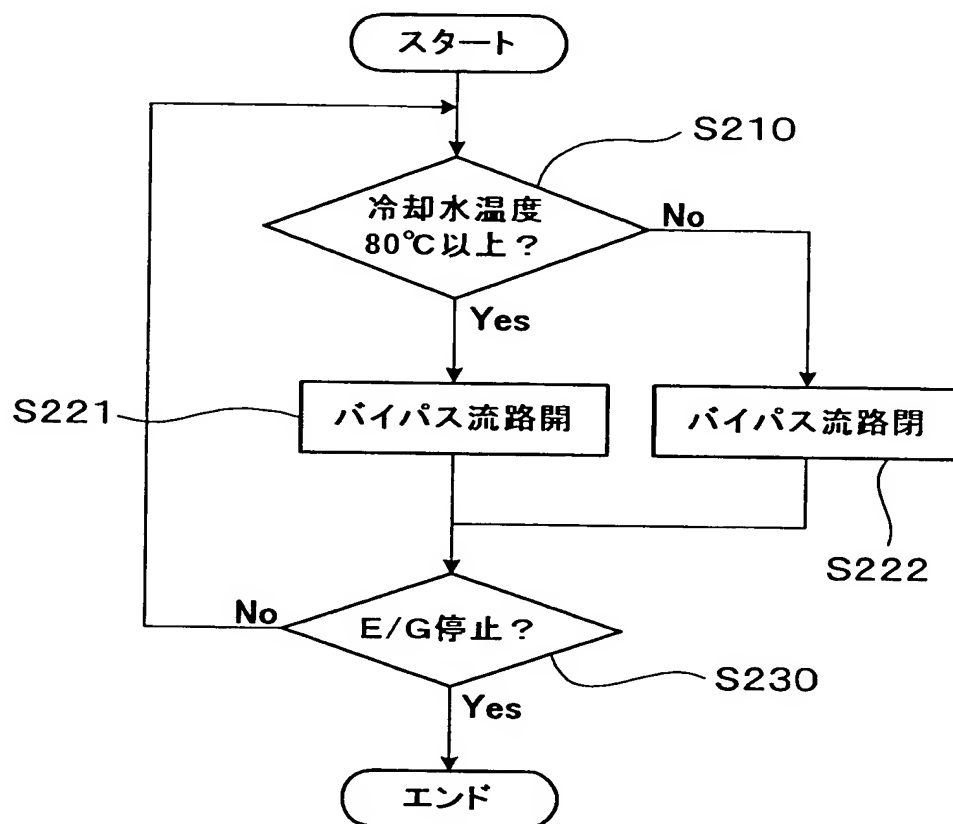 スタート
S210
冷却水温度
80℃以上?
No
Yes
S221
バイパス流路開
バイパス流路閉
S222
No
E/G停止?
S230
Yes
エンド